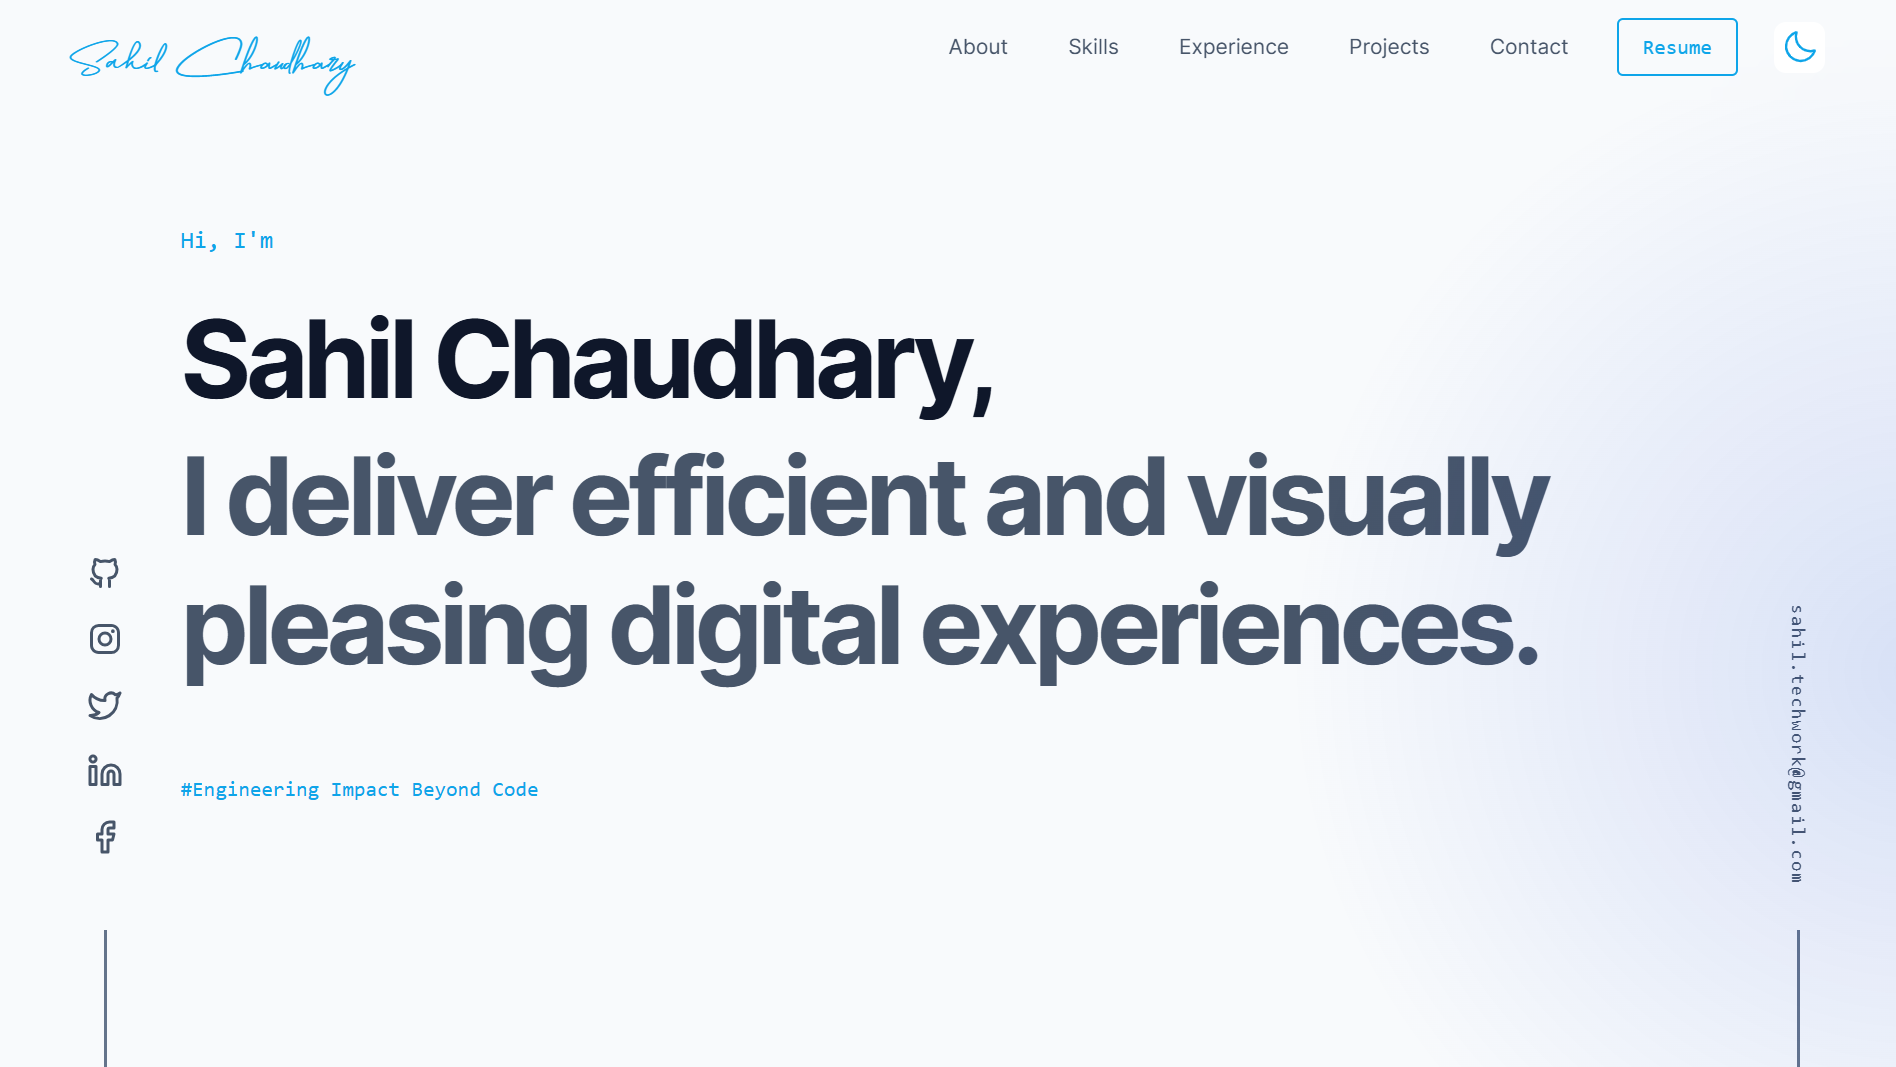 Sahil Chaudhary
About
Skills
Experience
Projects
Contact
Resume
Hi, I'm
Sahil Chaudhary,
I deliver efficient and visually
pleasing digital experiences.
#Engineering Impact Beyond Code
sahil.techwork@gmail.com